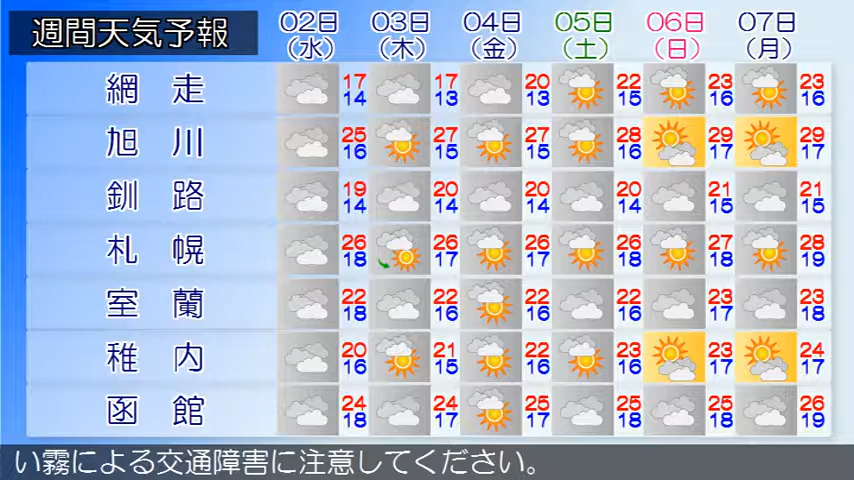 週間天気予報 02日 03日 04日 05日 06日 07日
(水) (木) (金) (土) (日) (月)
網走 17 14 17 13 20 13 22 15 23 16 23 16
旭川 25 16 27 15 27 15 28 16 29 17 29 17
釧路 19 14 20 14 20 14 20 14 21 15 21 15
札幌 26 18 26 17 26 17 26 18 27 18 28 19
室蘭 22 18 22 16 22 16 22 16 23 17 23 18
稚内 20 16 21 15 22 16 23 16 23 17 24 17
函館 24 18 24 17 25 17 25 18 25 18 26 19
い霧による交通障害に注意してください。